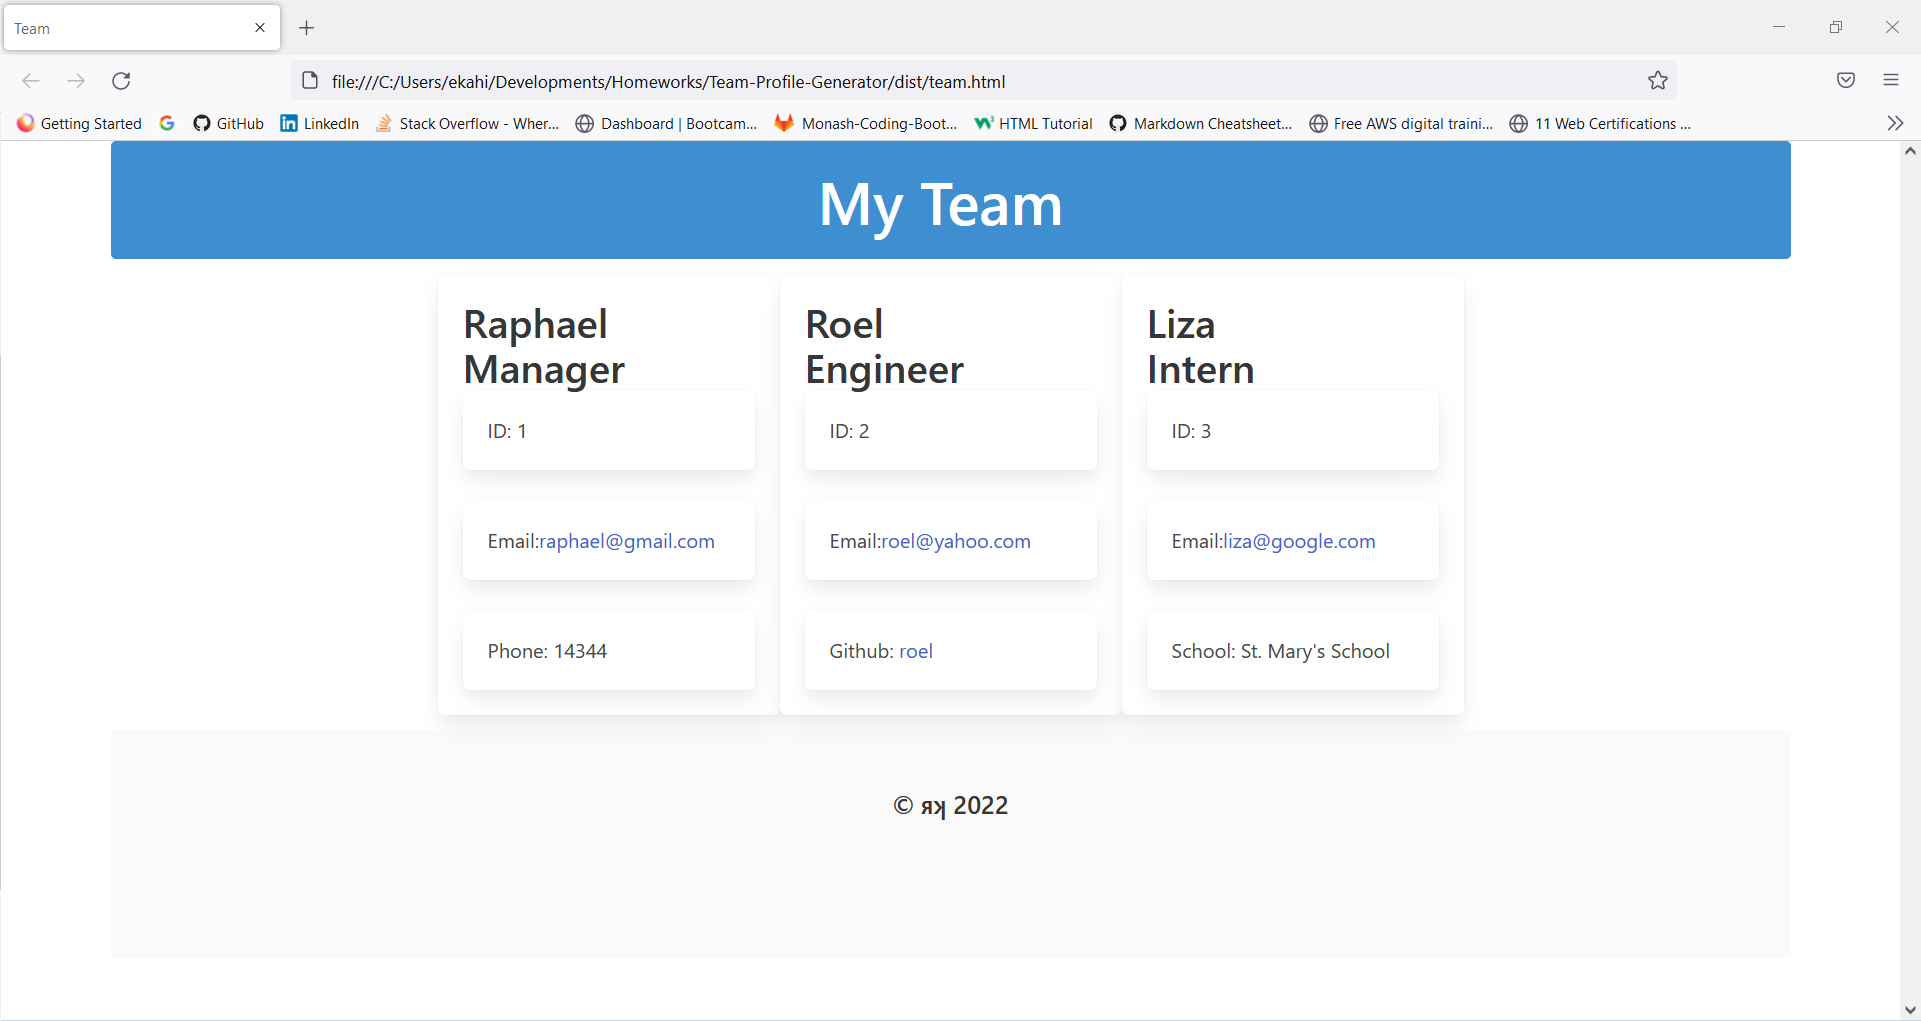 Team
file:///C:/Users/ekahi/Developments/Homeworks/Team-Profile-Generator/dist/team.html
Getting Started GitHub LinkedIn Stack Overflow - Wher... Dashboard | Bootcam... Monash-Coding-Boot... HTML Tutorial Markdown Cheatsheet... Free AWS digital traini... 11 Web Certifications ...
My Team
Raphael
Manager
ID: 1
Email:raphael@gmail.com
Phone: 14344
Roel
Engineer
ID: 2
Email:roel@yahoo.com
Github: roel
Liza
Intern
ID: 3
Email:liza@google.com
School: St. Mary's School
© ᴙʞ 2022